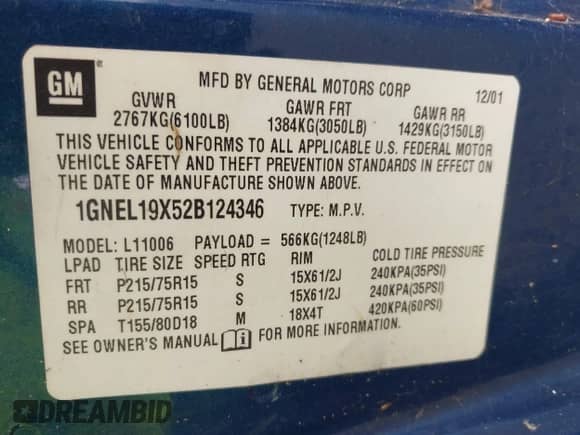 GM
MFD BY GENERAL MOTORS CORP 12/01
GVWR GAWR FRT GAWR RR
2767KG(6100LB) 1384KG(3050LB) 1429KG(3150LB)
THIS VEHICLE CONFORMS TO ALL APPLICABLE U.S. FEDERAL MOTOR
VEHICLE SAFETY AND THEFT PREVENTION STANDARDS IN EFFECT ON
THE DATE OF MANUFACTURE SHOWN ABOVE.
1GNEL19X52B124346 TYPE: M.P.V.
MODEL: L11006 PAYLOAD = 566KG(1248LB)
LPAD TIRE SIZE SPEED RTG RIM COLD TIRE PRESSURE
FRT P215/75R15 S 15X61/2J 240KPA(35PSI)
RR P215/75R15 S 15X61/2J 240KPA(35PSI)
SPA T155/80D18 M 18X4T 420KPA(60PSI)
SEE OWNER'S MANUAL i FOR MORE INFORMATION.
DREAMBID